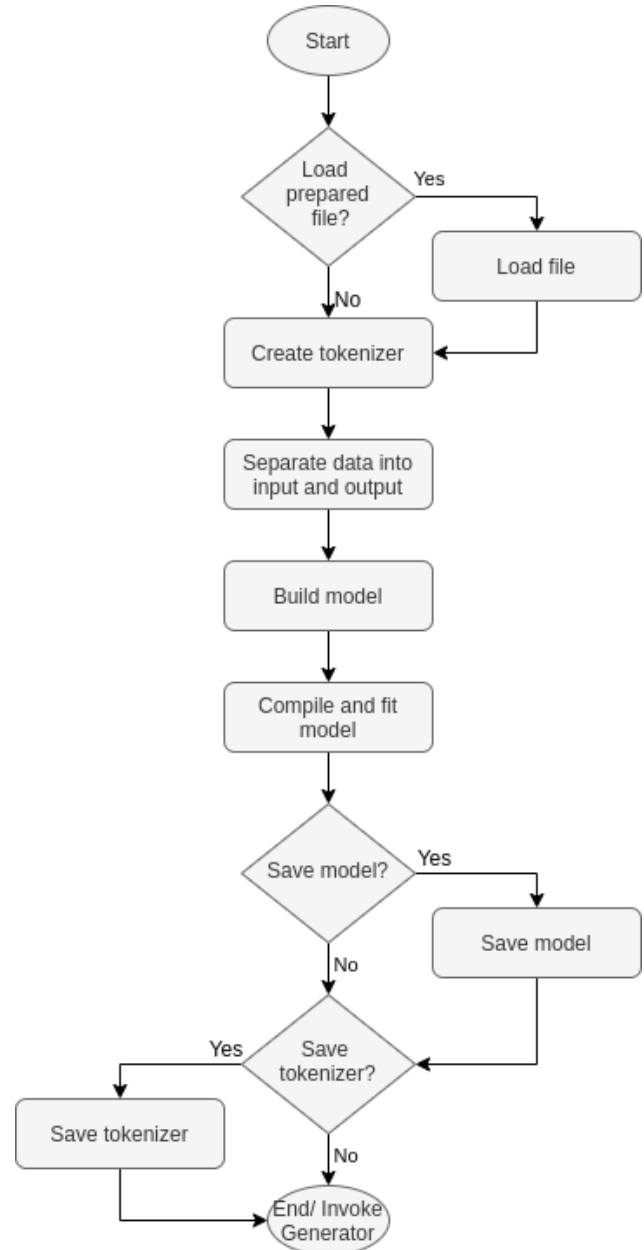 Start
Load
prepared
file?
Yes
Load file
No
Create tokenizer
Separate data into
input and output
Build model
Compile and fit
model
Save model?
Yes
Save model
No
Save
tokenizer?
Yes
Save tokenizer
No
End/ Invoke
Generator